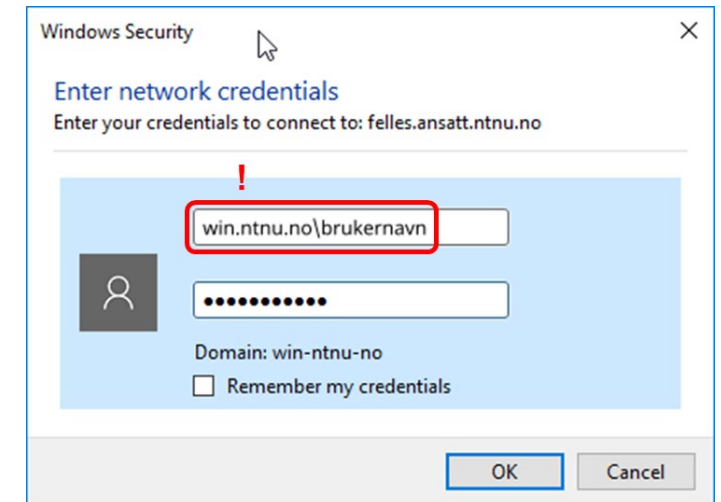 Windows Security
Enter network credentials
Enter your credentials to connect to: felles.ansatt.ntnu.no
!
win.ntnu.no\brukernavn
●●●●●●●●●●●
Domain: win-ntnu-no
Remember my credentials
OK Cancel